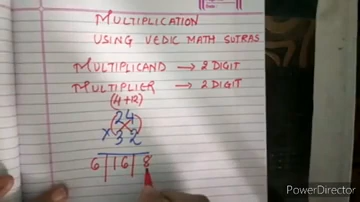 MULTIPLICATION
USING VEDIC MATH SUTRAS
MULTIPLICAND → 2 DIGIT
MULTIPLIER → 2 DIGIT
(4+12)
24
× 32
6 | 16 | 8
PowerDirector